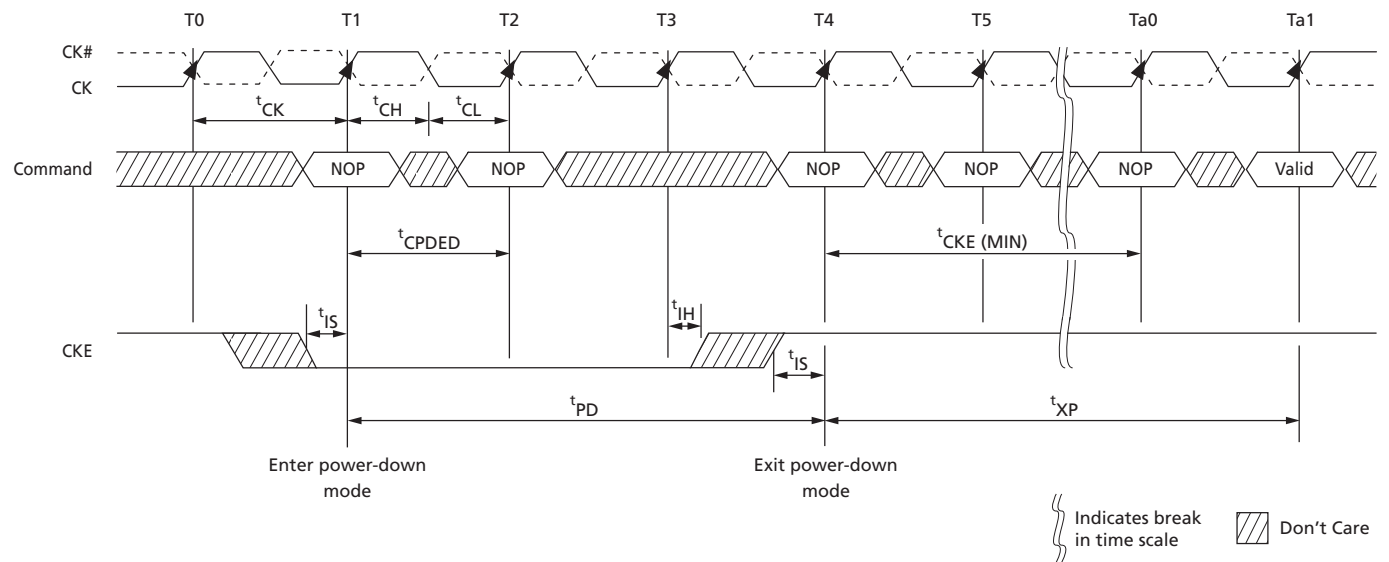 T0 T1 T2 T3 T4 T5 Ta0 Ta1
CK#
CK
tCK tCH tCL
Command NOP NOP NOP NOP NOP Valid
tCPDED tCKE (MIN)
tIS tIH
CKE
tIS
tPD tXP
Enter power-down
mode
Exit power-down
mode
Indicates break
in time scale
Don't Care